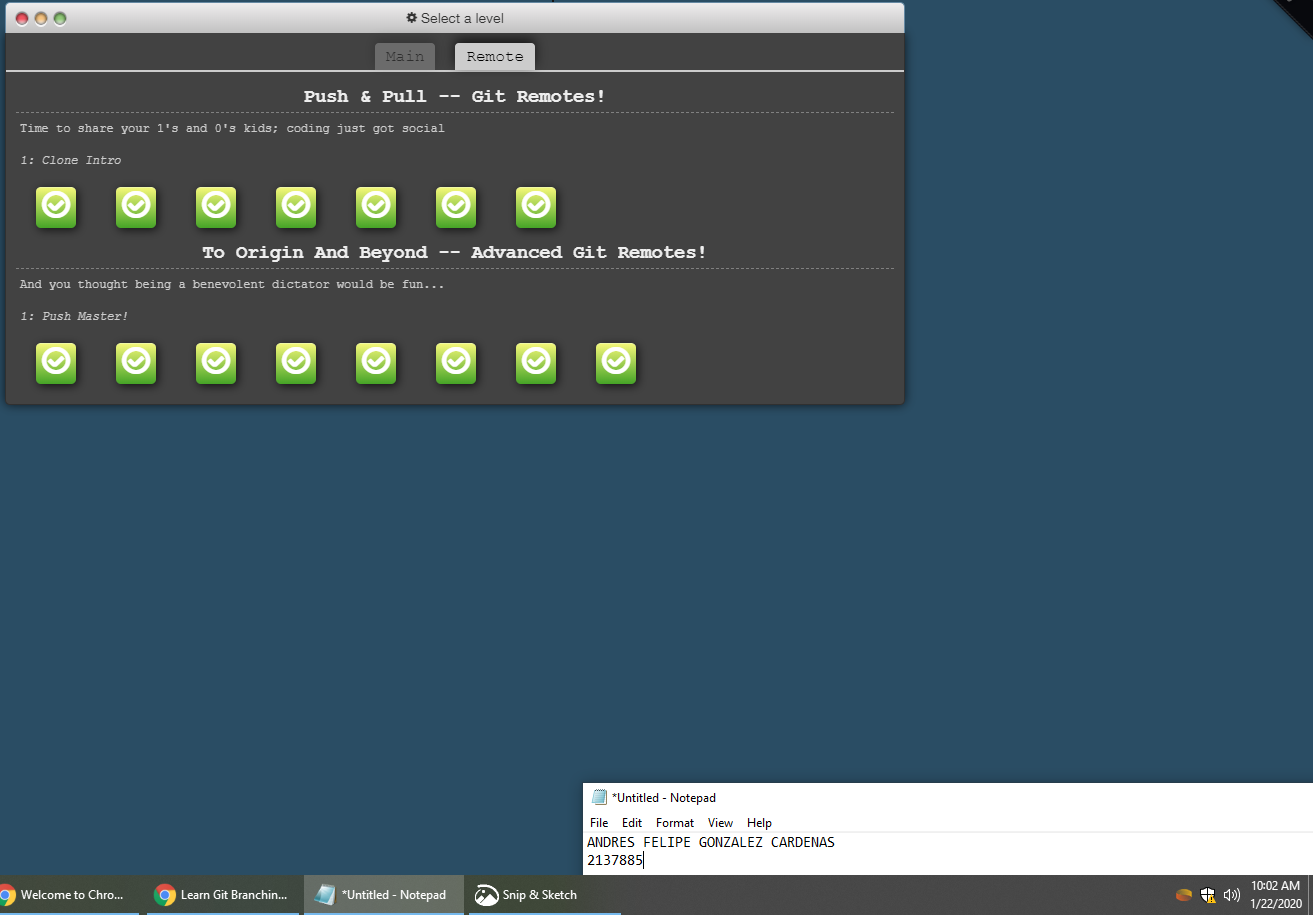 Select a level
Main Remote
Push & Pull -- Git Remotes!
Time to share your 1's and 0's kids; coding just got social
1: Clone Intro
To Origin And Beyond -- Advanced Git Remotes!
And you thought being a benevolent dictator would be fun...
1: Push Master!
*Untitled - Notepad
File Edit Format View Help
ANDRES FELIPE GONZALEZ CARDENAS
2137885
Welcome to Chro... Learn Git Branchin... *Untitled - Notepad Snip & Sketch 10:02 AM
1/22/2020